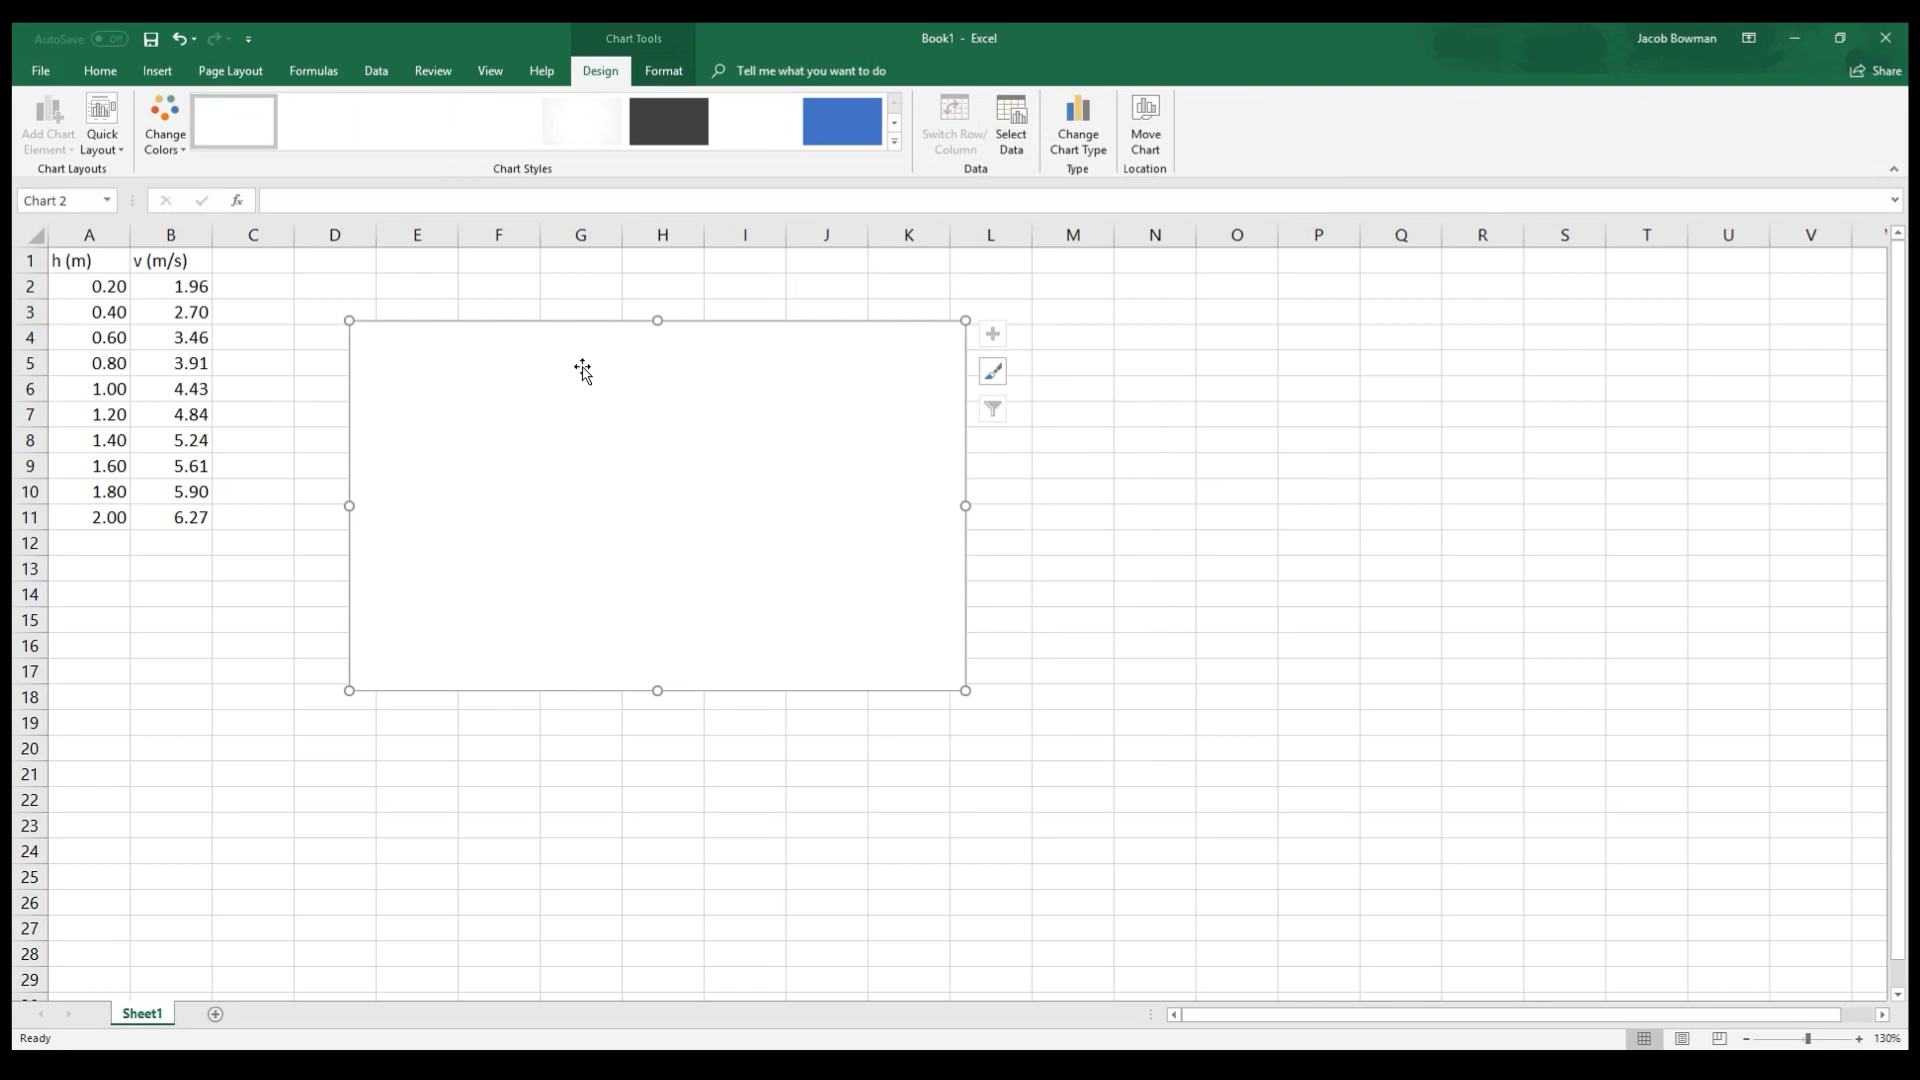 AutoSave Off Chart Tools Book1 - Excel Jacob Bowman
File Home Insert Page Layout Formulas Data Review View Help Design Format Tell me what you want to do Share
Add Chart Element Quick Layout Change Colors Switch Row/ Column Select Data Change Chart Type Move Chart
Chart Layouts Chart Styles Data Type Location
Chart 2 fx
A B C D E F G H I J K L M N O P Q R S T U V
1 h (m) v (m/s)
2 0.20 1.96
3 0.40 2.70
4 0.60 3.46
5 0.80 3.91
6 1.00 4.43
7 1.20 4.84
8 1.40 5.24
9 1.60 5.61
10 1.80 5.90
11 2.00 6.27
12
13
14
15
16
17
18
19
20
21
22
23
24
25
26
27
28
29
Sheet1
Ready 130%